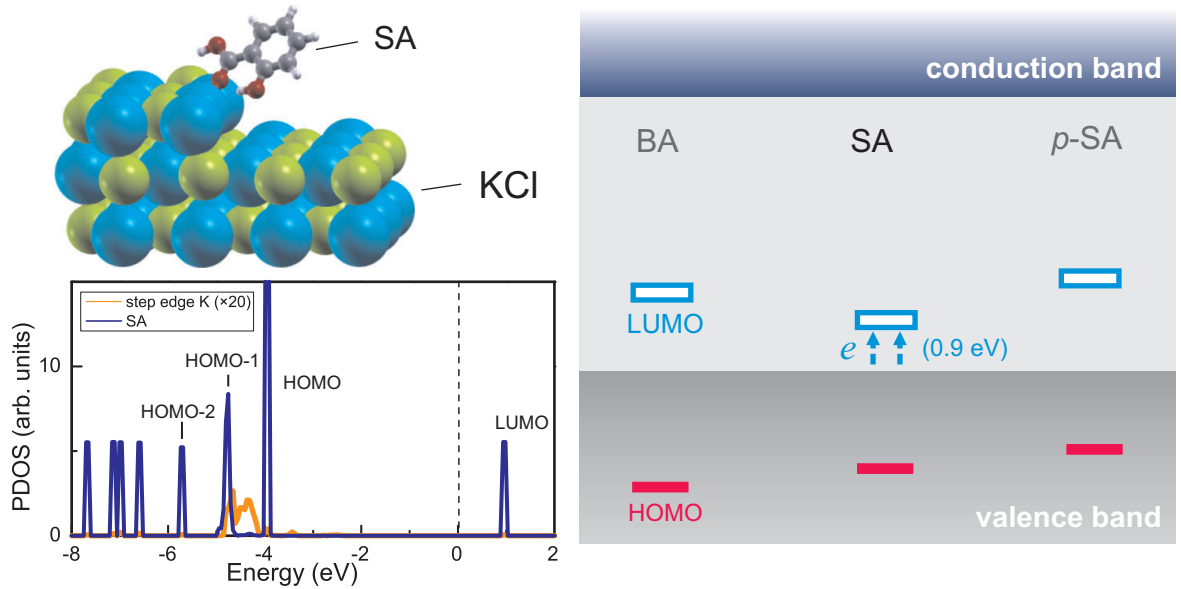 SA
KCl
step edge K (×20)
SA
HOMO-1
HOMO
HOMO-2
LUMO
PDOS (arb. units)
10
0
-8
-6
-4
-2
0
2
Energy (eV)
conduction band
BA
SA
p-SA
LUMO
e
(0.9 eV)
HOMO
valence band